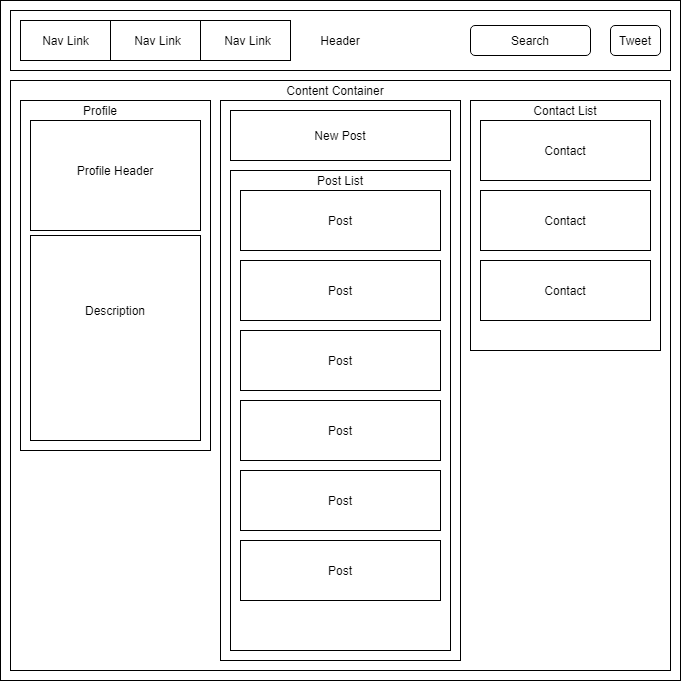 Nav Link
Nav Link
Nav Link
Header
Search
Tweet
Content Container
Profile
Profile Header
Description
New Post
Post List
Post
Post
Post
Post
Post
Post
Contact List
Contact
Contact
Contact